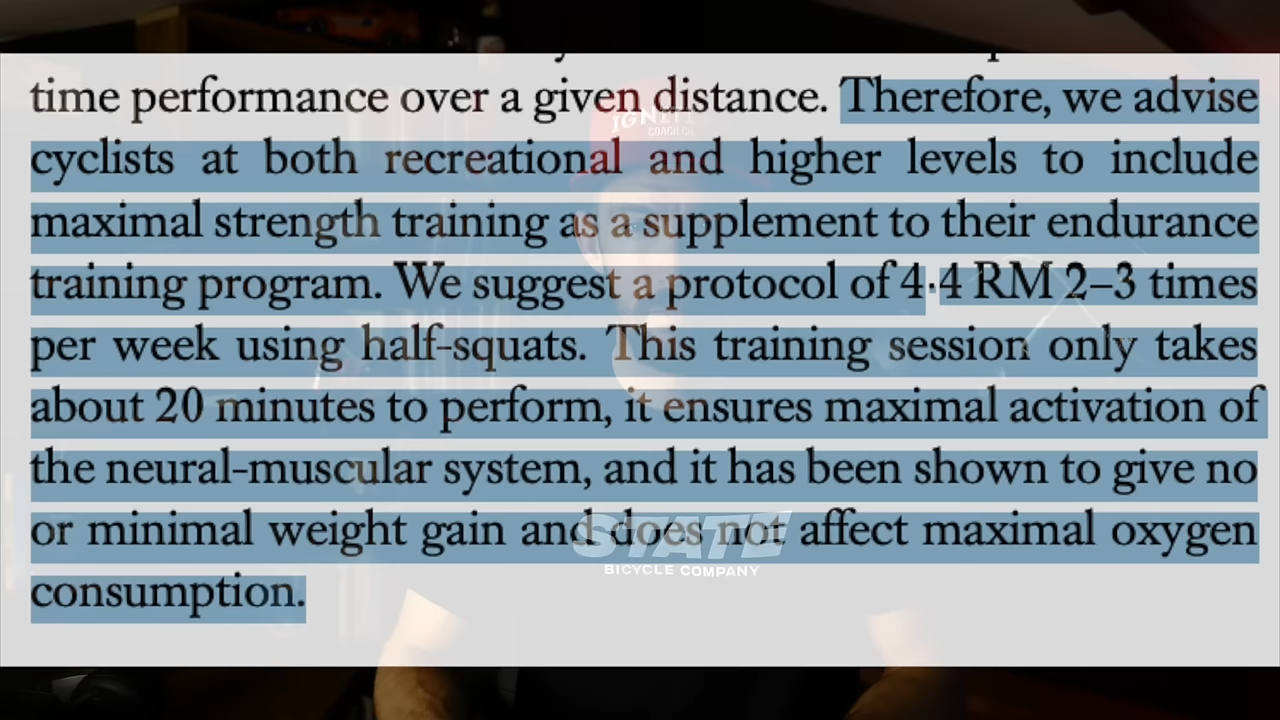 time performance over a given distance. Therefore, we advise
cyclists at both recreational and higher levels to include
maximal strength training as a supplement to their endurance
training program. We suggest a protocol of 4·4 RM 2–3 times
per week using half-squats. This training session only takes
about 20 minutes to perform, it ensures maximal activation of
the neural-muscular system, and it has been shown to give no
or minimal weight gain and does not affect maximal oxygen
consumption.
IGNITE
COACH CO.
STATE
BICYCLE COMPANY